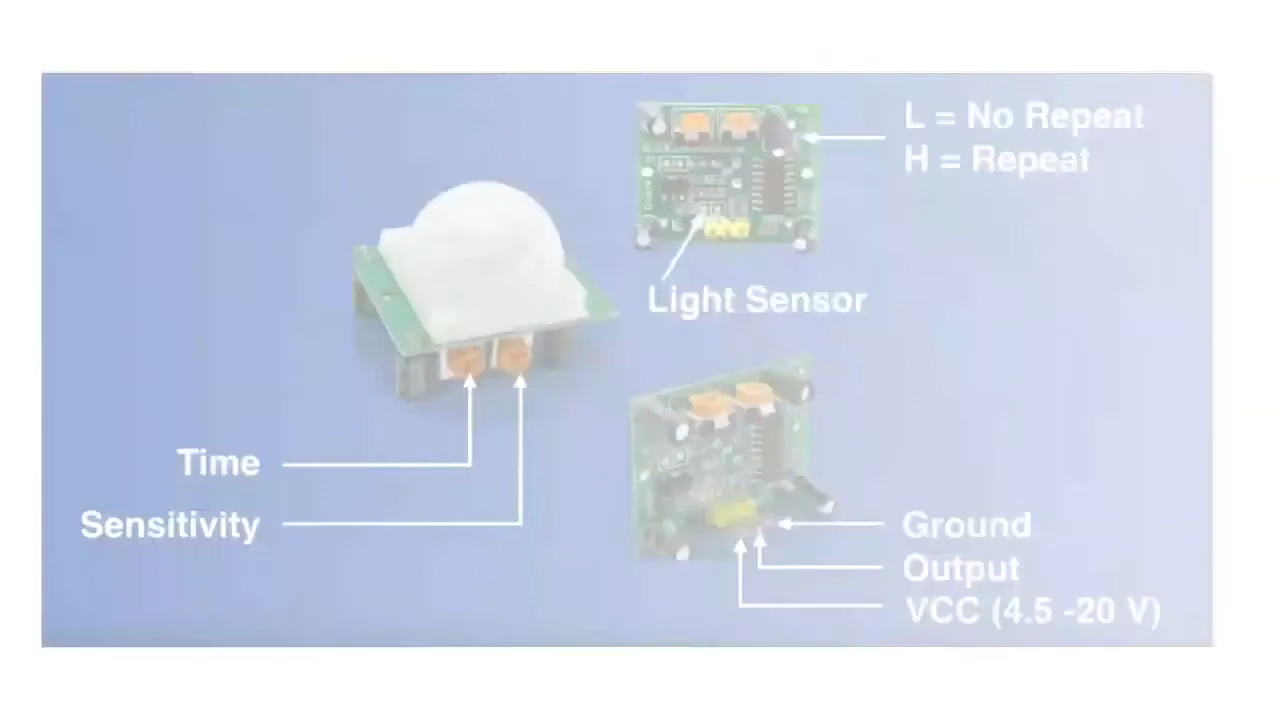 L = No Repeat
H = Repeat
Light Sensor
Time
Sensitivity
Ground
Output
VCC (4.5 -20 V)